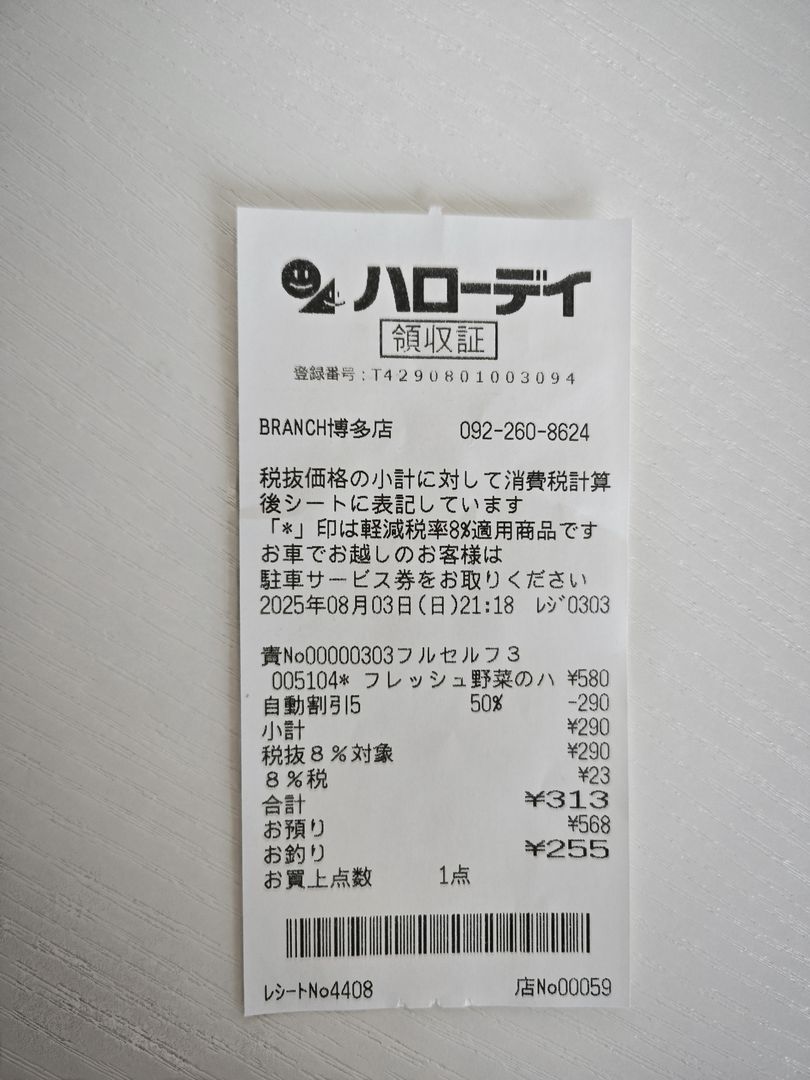 ハローデイ
領収証
登録番号:T4290801003094
BRANCH博多店 092-260-8624
税抜価格の小計に対して消費税計算
後シートに表記しています
「*」印は軽減税率8%適用商品です
お車でお越しのお客様は
駐車サービス券をお取りください
2025年08月03日(日)21:18 ﾚｼﾞ0303
責No00000303フルセルフ3
005104* フレッシュ野菜のハ ¥580
自動割引5 50% -290
小計 ¥290
税抜8%対象 ¥290
8%税 ¥23
合計 ¥313
お預り ¥568
お釣り ¥255
お買上点数 1点
ﾚｼｰﾄNo4408 店No00059